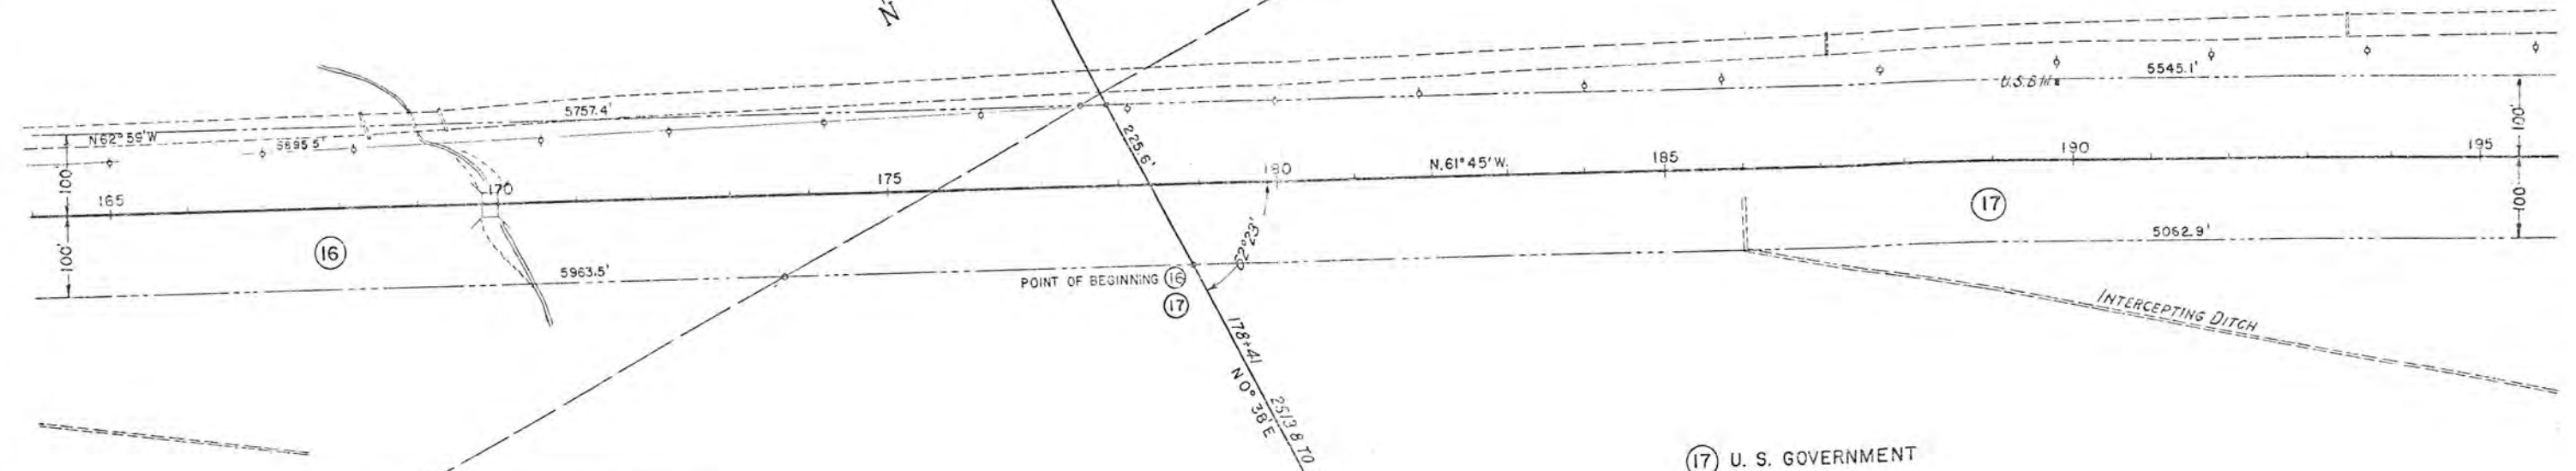 N
5545.1'
U.S.B.M.
5757.4'
N62°59'W
5895.5'
225.6'
100'
100'
190
195
N.61°45'W.
185
180
175
170
165
100'
100'
16
17
62°23'
5963.5'
5062.9'
POINT OF BEGINNING 16
17
INTERCEPTING DITCH
178+41
N 0° 38'E
2513.8 TO
17 U. S. GOVERNMENT